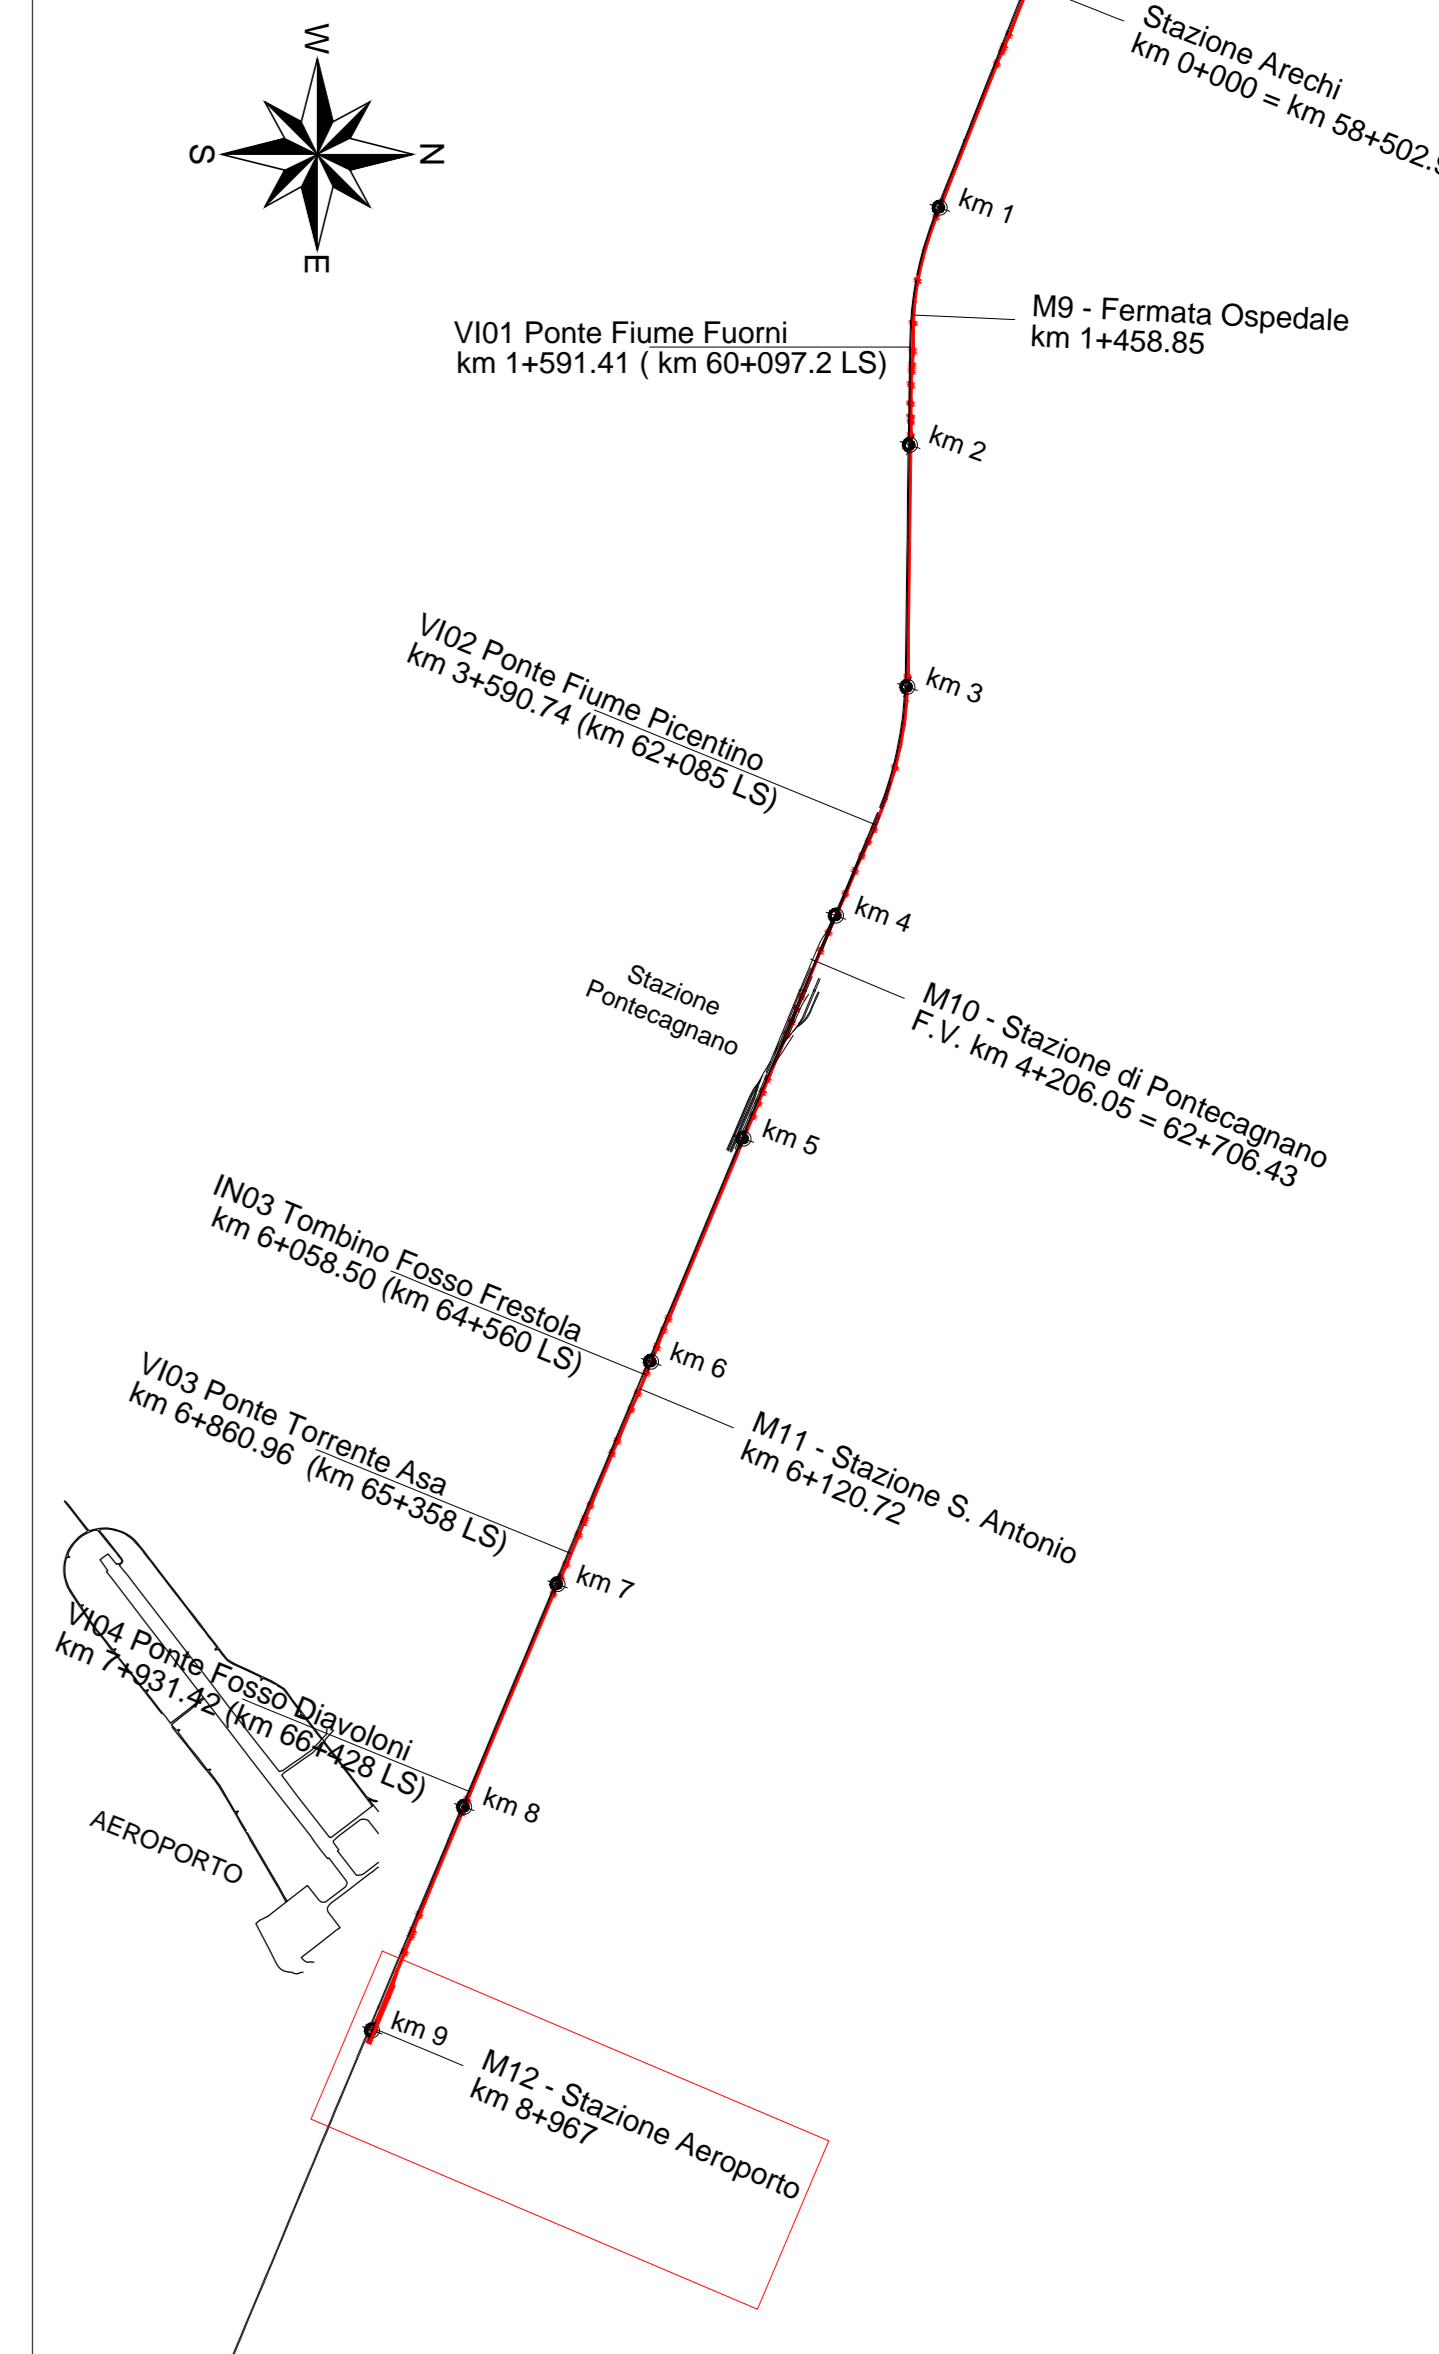 Stazione Arechi
km 0+000 = km 58+502.9
W
N
S
E
km 1
M9 - Fermata Ospedale
km 1+458.85
VI01 Ponte Fiume Fuorni
km 1+591.41 ( km 60+097.2 LS)
km 2
VI02 Ponte Fiume Picentino
km 3+590.74 (km 62+085 LS)
km 3
km 4
Stazione
Pontecagnano
M10 - Stazione di Pontecagnano
F.V. km 4+206.05 = 62+706.43
km 5
IN03 Tombino Fosso Frestola
km 6+058.50 (km 64+560 LS)
km 6
VI03 Ponte Torrente Asa
km 6+860.96 (km 65+358 LS)
M11 - Stazione S. Antonio
km 6+120.72
km 7
VI04 Ponte Fosso Diavoloni
km 7+931.42 (km 66+428 LS)
km 8
AEROPORTO
km 9
M12 - Stazione Aeroporto
km 8+967